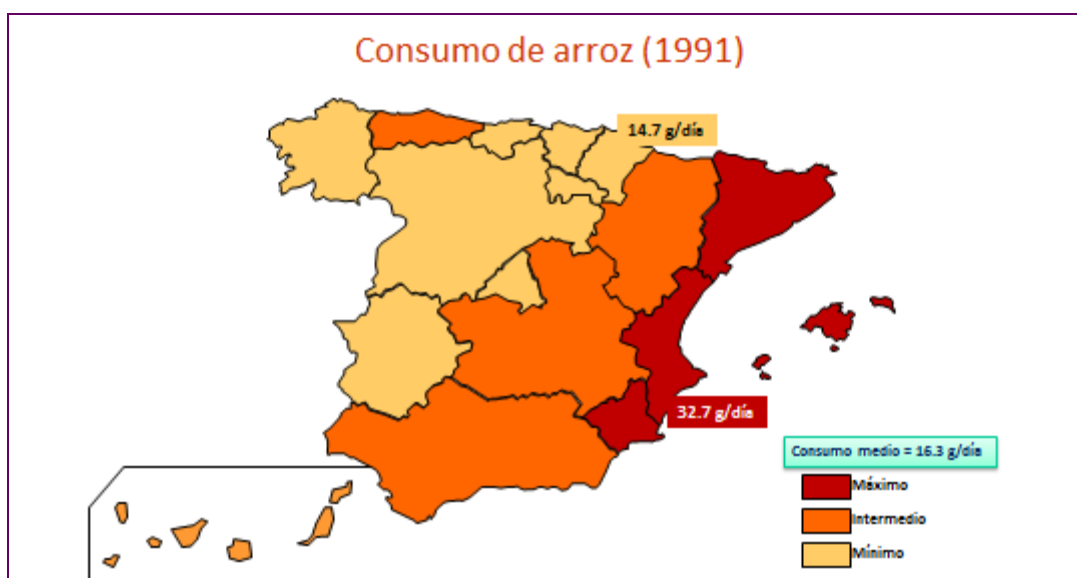 Consumo de arroz (1991)
14.7 g/día
32.7 g/día
Consumo medio = 16.3 g/día
Máximo
Intermedio
Mínimo